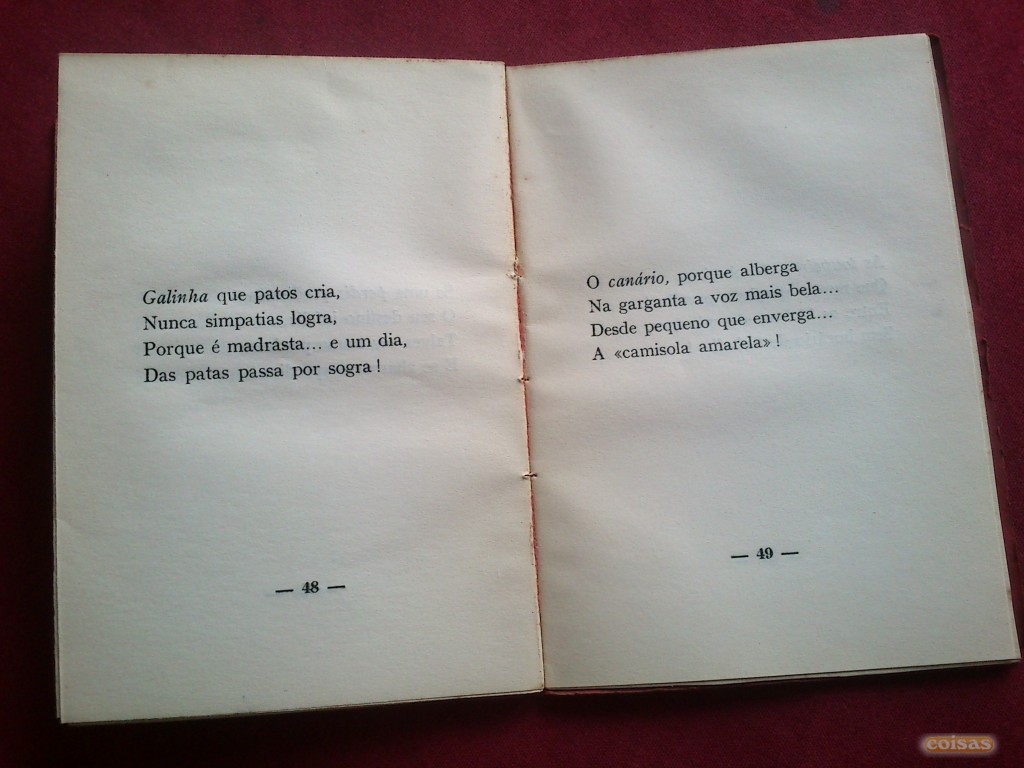 Galinha que patos cria,
Nunca simpatias logra,
Porque é madrasta... e um dia,
Das patas passa por sogra!
— 48 —
O canário, porque alberga
Na garganta a voz mais bela...
Desde pequeno que enverga...
A «camisola amarela»!
— 49 —
coisas